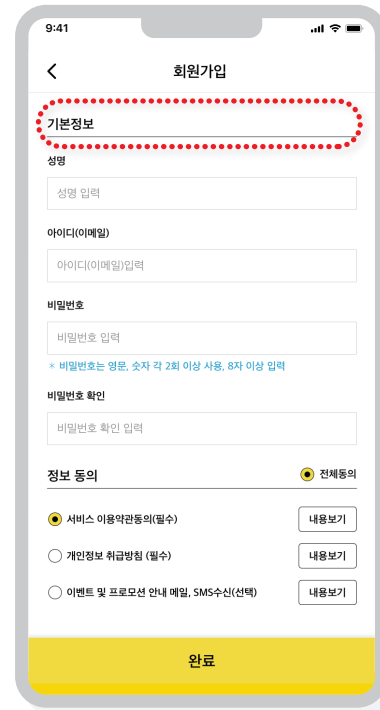 9:41
회원가입
기본정보
성명
성명 입력
아이디(이메일)
아이디(이메일)입력
비밀번호
비밀번호 입력
× 비밀번호는 영문, 숫자 각 2회 이상 사용, 8자 이상 입력
비밀번호 확인
비밀번호 확인 입력
정보 동의 전체동의
서비스 이용약관동의(필수) 내용보기
개인정보 취급방침 (필수) 내용보기
이벤트 및 프로모션 안내 메일, SMS수신(선택) 내용보기
완료